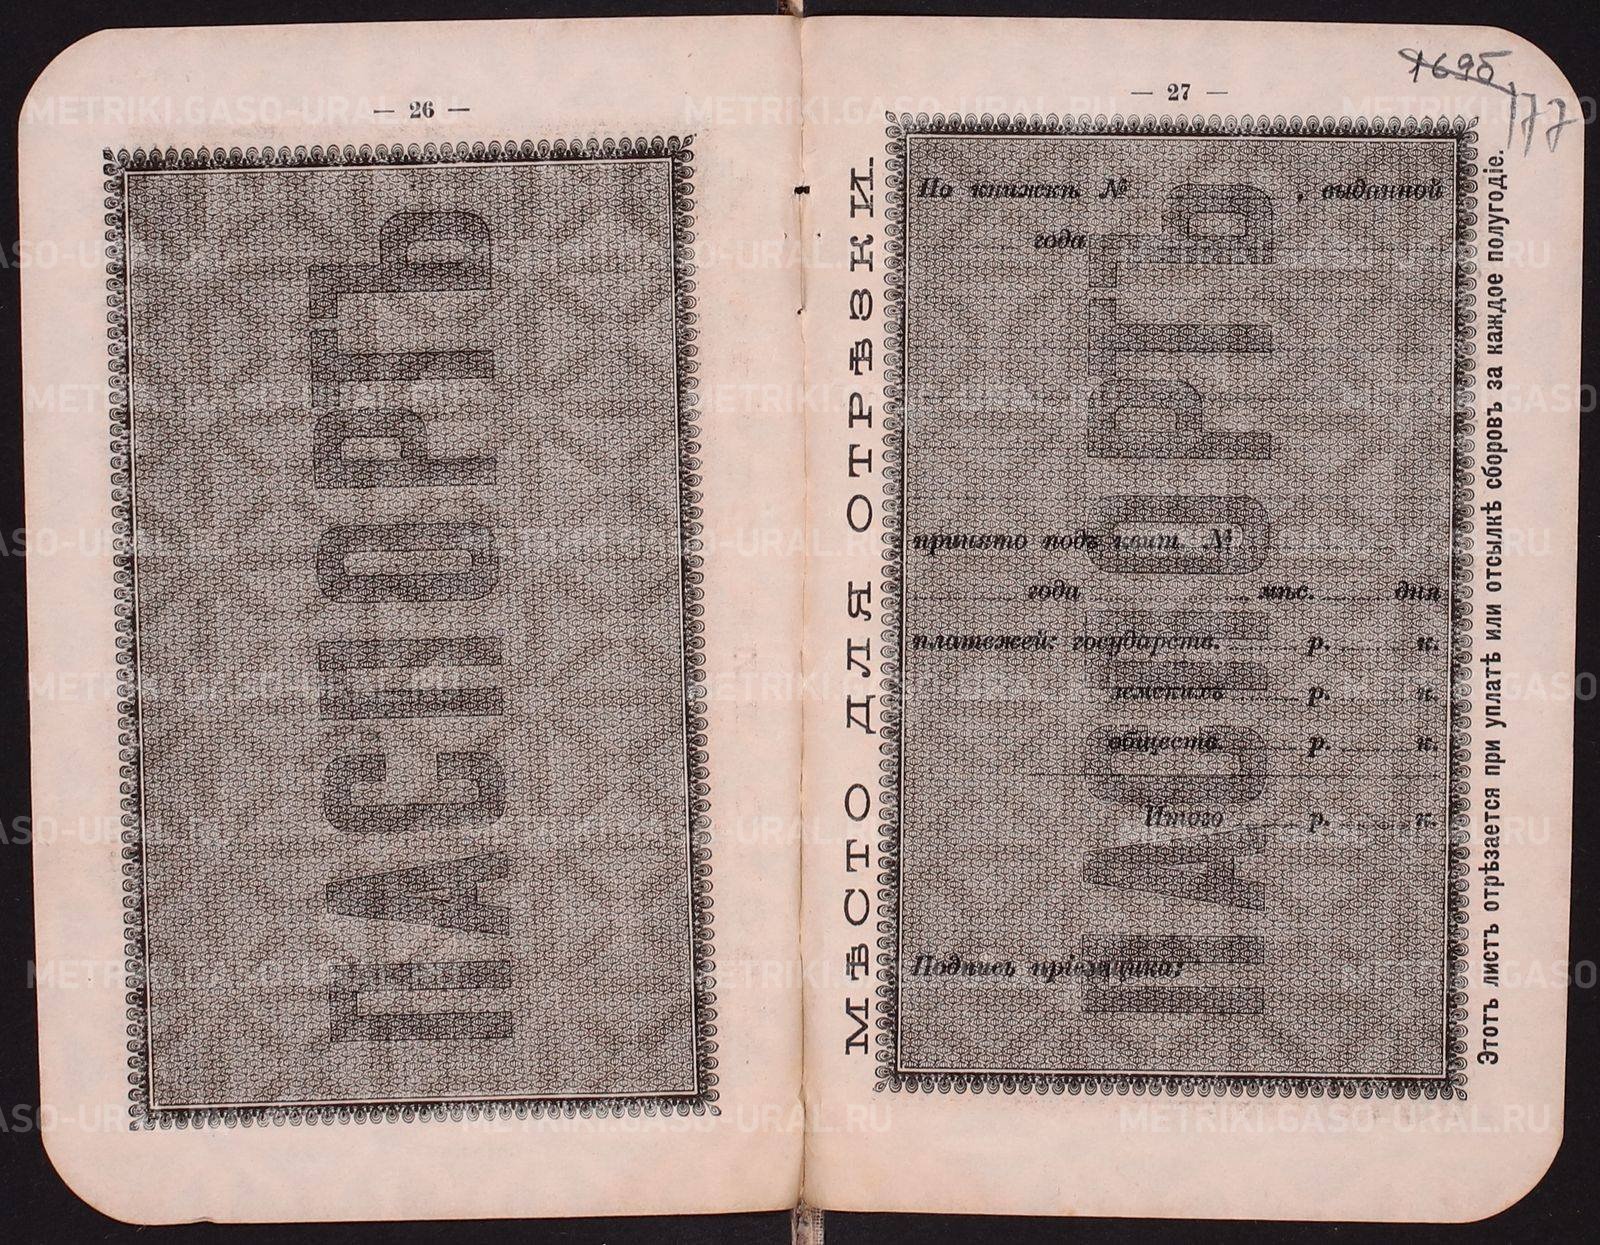 — 26 —
ПАСПОРТЪ
— 27 —
1695
177
МѢСТО ДЛЯ ОТРѢЗКИ.
ПАСПОРТЪ
По книжкѣ № , выданной
года
принято подъ квит. №
года мѣс. дня
платежей: государств. р. к.
земскихъ р. к.
обществ. р. к.
Итого р. к.
Подпись пріемщика:
Этотъ листъ отрѣзается при уплатѣ или отсылкѣ сборовъ за каждое полугодіе.
METRIKI.GASO-URAL.RU